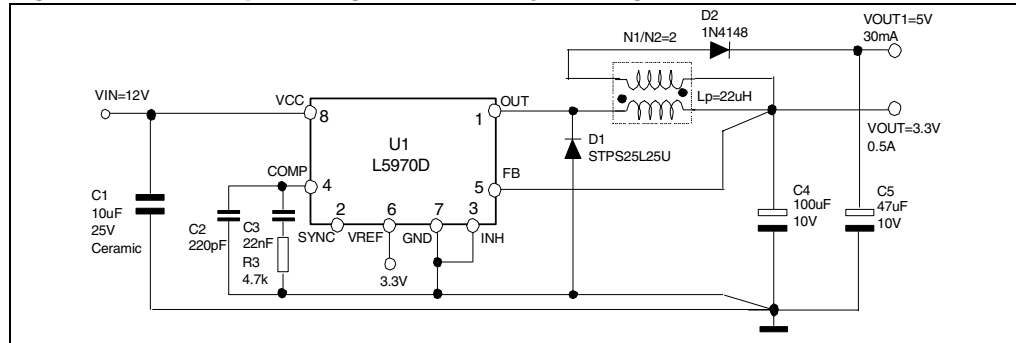 D2
1N4148
VOUT1=5V
30mA
N1/N2=2
Lp=22uH
VIN=12V
VCC
8
OUT
1
U1
L5970D
D1
STPS25L25U
VOUT=3.3V
0.5A
COMP
4
FB
5
C1
10uF
25V
Ceramic
C2
220pF
C3
22nF
R3
4.7k
2
SYNC
6
VREF
7
GND
3
INH
3.3V
C4
100uF
10V
C5
47uF
10V